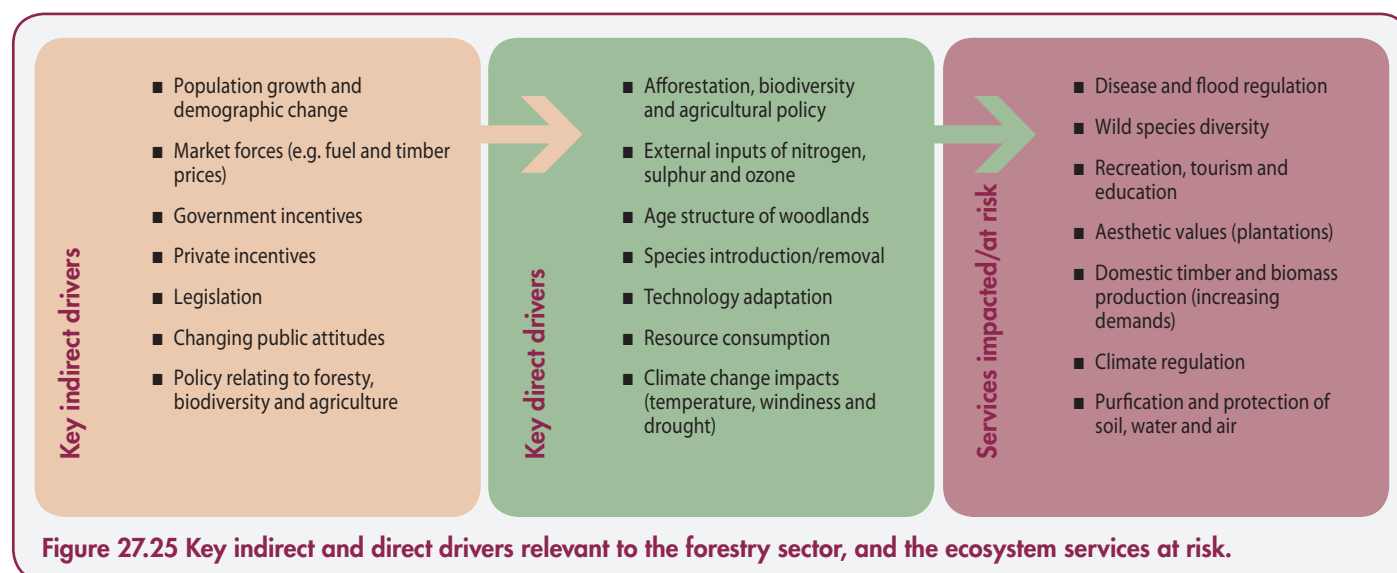 Key indirect drivers
■ Population growth and
demographic change
■ Market forces (e.g. fuel and timber
prices)
■ Government incentives
■ Private incentives
■ Legislation
■ Changing public attitudes
■ Policy relating to foresty,
biodiversity and agriculture
Key direct drivers
■ Afforestation, biodiversity
and agricultural policy
■ External inputs of nitrogen,
sulphur and ozone
■ Age structure of woodlands
■ Species introduction/removal
■ Technology adaptation
■ Resource consumption
■ Climate change impacts
(temperature, windiness and
drought)
Services impacted/at risk
■ Disease and flood regulation
■ Wild species diversity
■ Recreation, tourism and
education
■ Aesthetic values (plantations)
■ Domestic timber and biomass
production (increasing
demands)
■ Climate regulation
■ Purfication and protection of
soil, water and air
Figure 27.25 Key indirect and direct drivers relevant to the forestry sector, and the ecosystem services at risk.